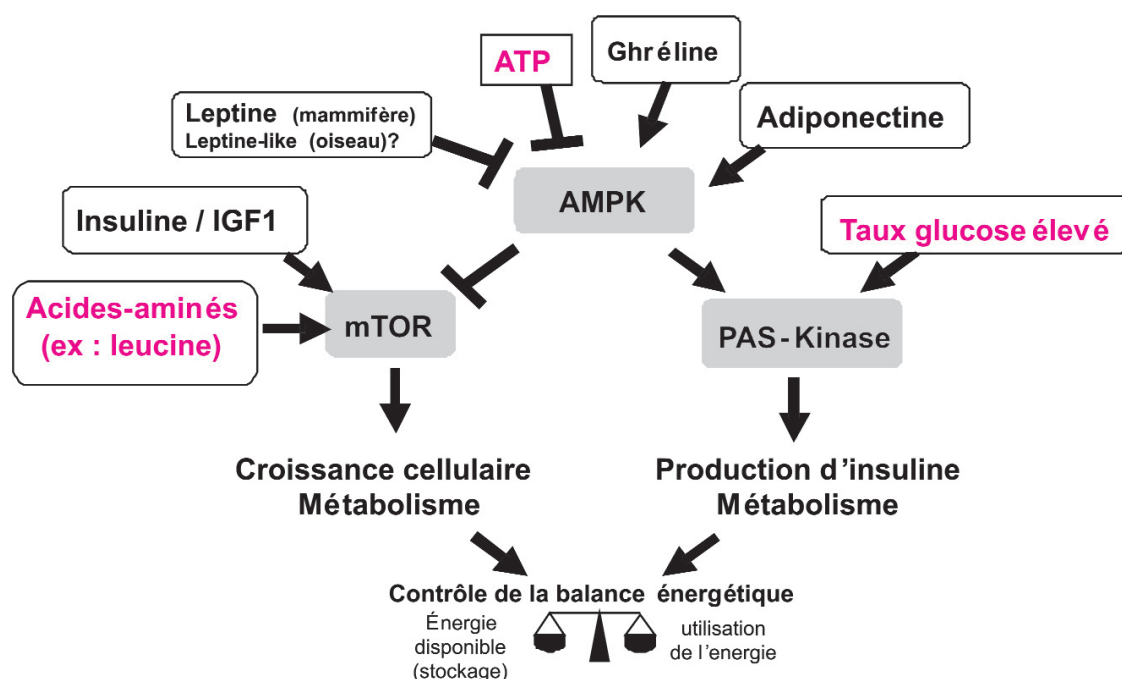 ATP
Ghréline
Leptine (mammifère)
Leptine-like (oiseau)?
Adiponectine
AMPK
Insuline / IGF1
Taux glucose élevé
Acides-aminés
(ex : leucine)
mTOR
PAS-Kinase
Croissance cellulaire
Métabolisme
Production d'insuline
Métabolisme
Contrôle de la balance énergétique
Énergie
disponible
(stockage)
utilisation
de l'energie